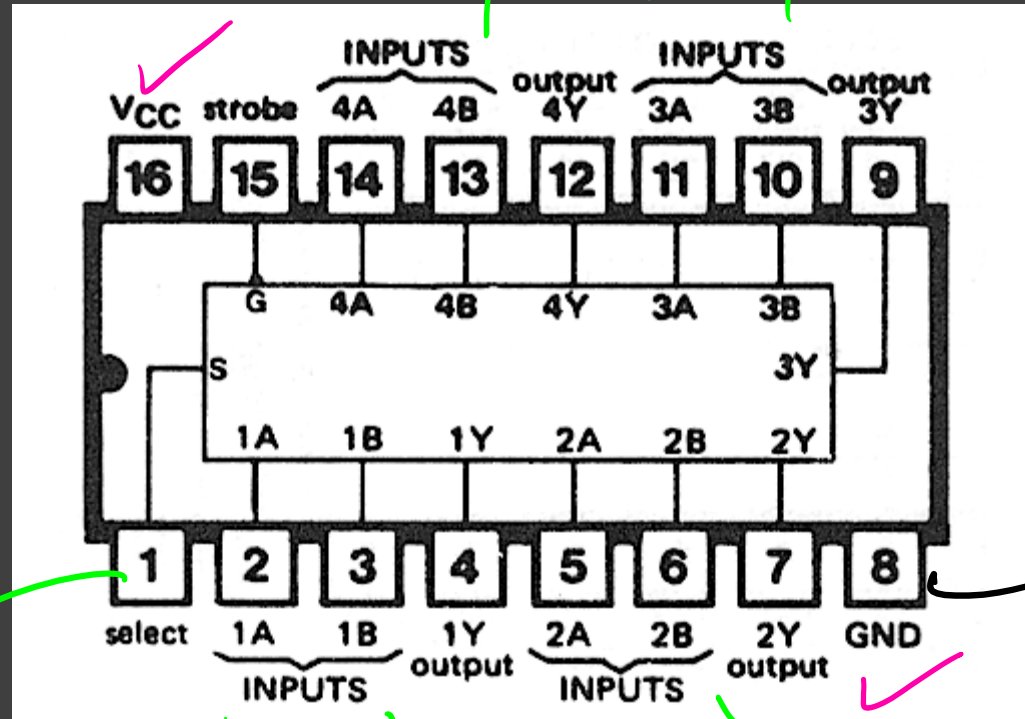 INPUTS INPUTS
output output
VCC strobe 4A 4B 4Y 3A 3B 3Y
16 15 14 13 12 11 10 9
G 4A 4B 4Y 3A 3B
S 3Y
1A 1B 1Y 2A 2B 2Y
1 2 3 4 5 6 7 8
select 1A 1B 1Y 2A 2B 2Y GND
output output
INPUTS INPUTS